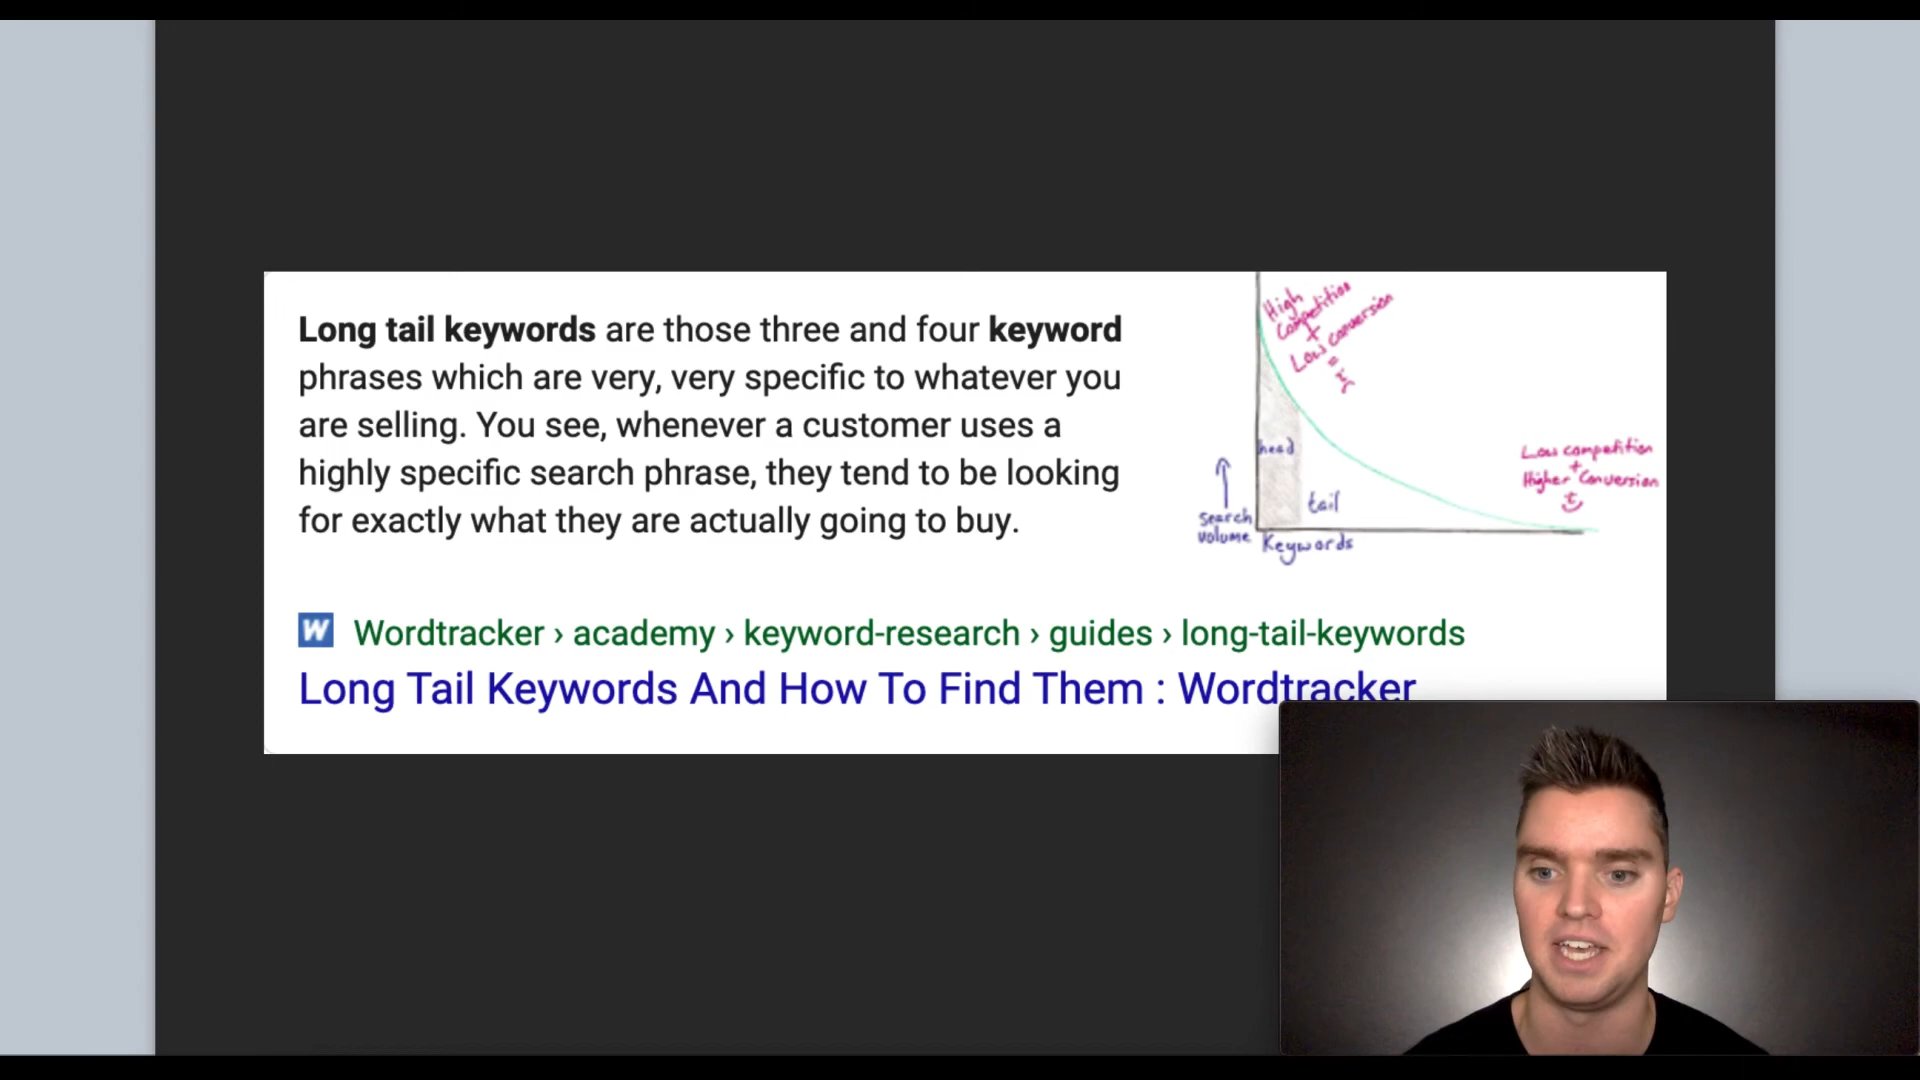 Long tail keywords are those three and four keyword
phrases which are very, very specific to whatever you
are selling. You see, whenever a customer uses a
highly specific search phrase, they tend to be looking
for exactly what they are actually going to buy.
High
competition
+
Low conversion
=
:(
head
tail
Search
volume
Keywords
Low competition
+
Higher Conversion
:)
W Wordtracker › academy › keyword-research › guides › long-tail-keywords
Long Tail Keywords And How To Find Them : Wordtracker